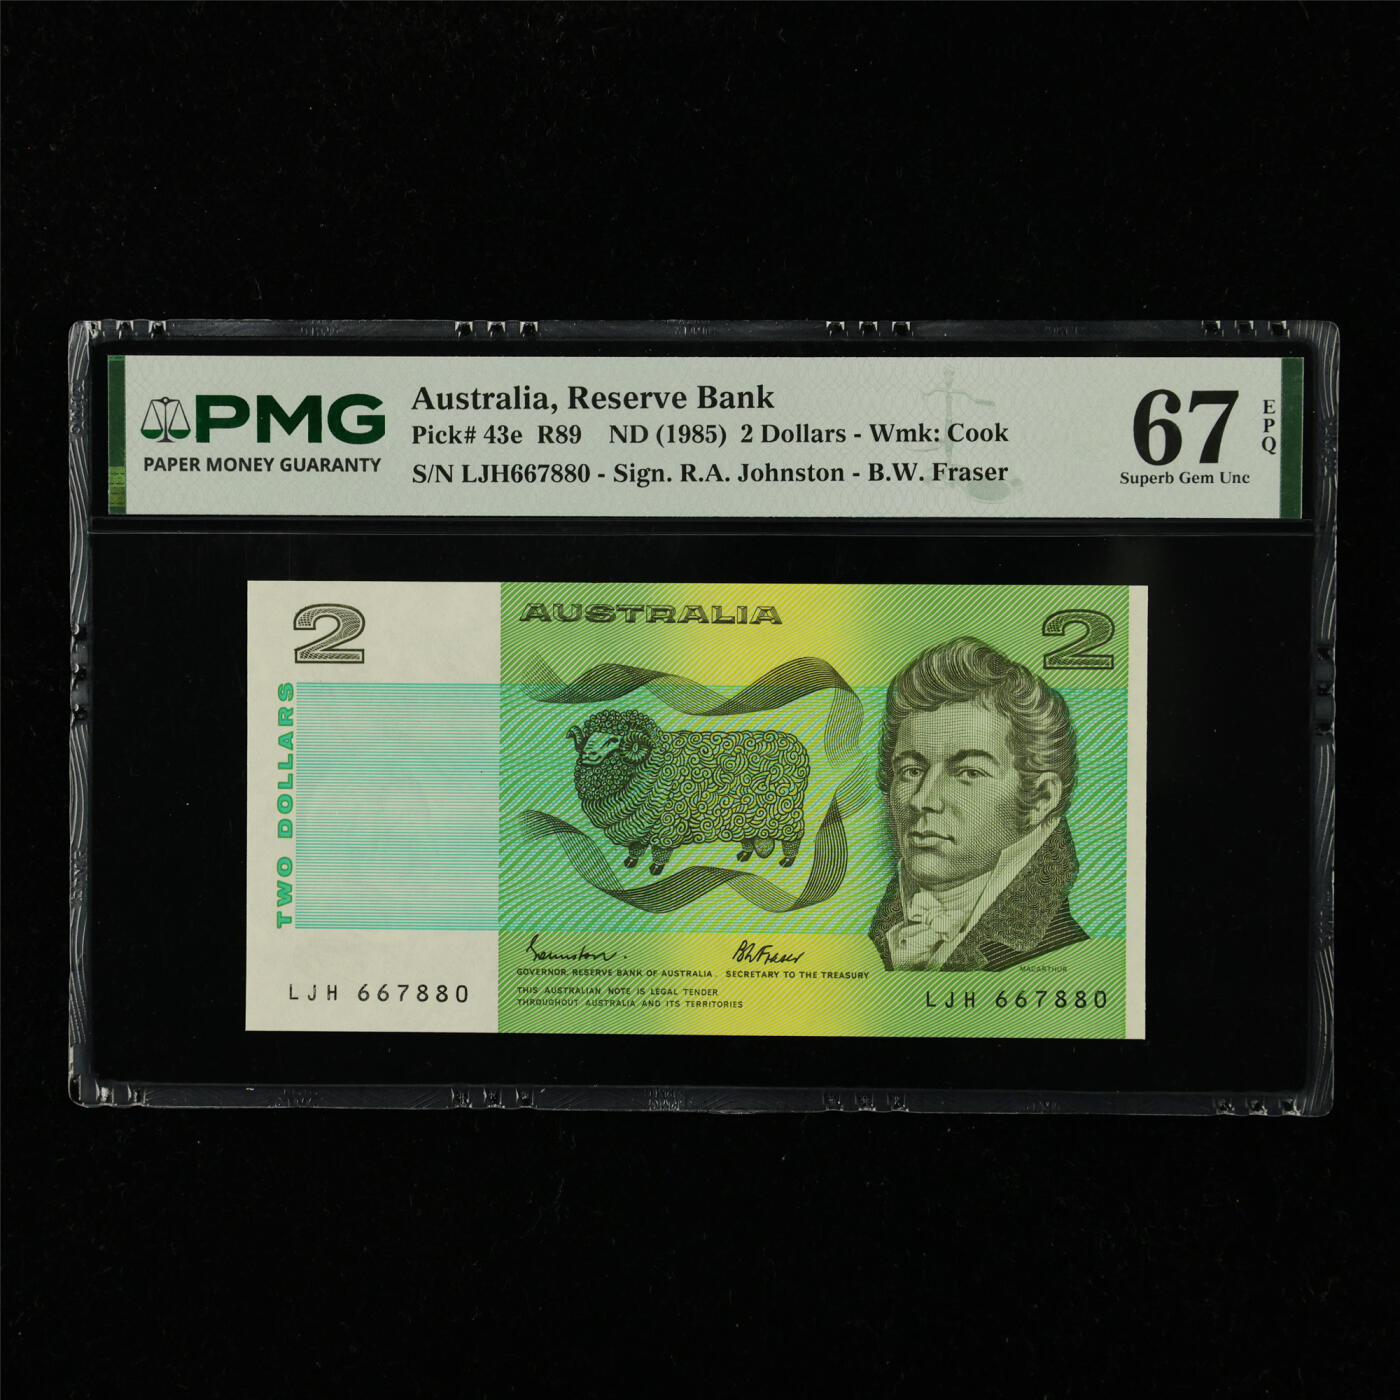 PMG
PAPER MONEY GUARANTY
Australia, Reserve Bank
Pick# 43e R89 ND (1985) 2 Dollars - Wmk: Cook
S/N LJH667880 - Sign. R.A. Johnston - B.W. Fraser
67
EPQ
Superb Gem Unc
2
AUSTRALIA
2
TWO DOLLARS
Johnston.
B.W. Fraser
GOVERNOR, RESERVE BANK OF AUSTRALIA. SECRETARY TO THE TREASURY
MACARTHUR
THIS AUSTRALIAN NOTE IS LEGAL TENDER
THROUGHOUT AUSTRALIA AND ITS TERRITORIES
LJH 667880
LJH 667880